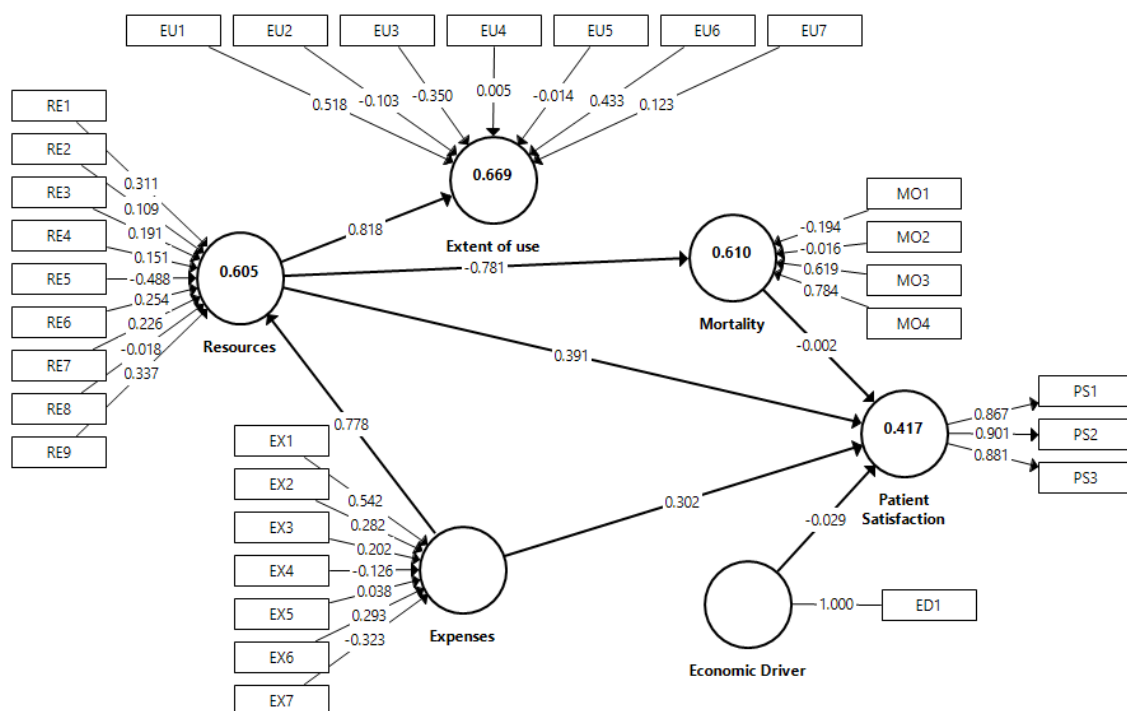 EU1 EU2 EU3 EU4 EU5 EU6 EU7
0.518 -0.103 -0.350 0.005 -0.014 0.433 0.123
0.669
Extent of use
RE1
RE2
RE3
RE4
RE5
RE6
RE7
RE8
RE9
0.311
0.109
0.191
0.151
-0.488
0.254
0.226
-0.018
0.337
0.605
Resources
0.818
-0.781
0.391
0.778
0.610
Mortality
-0.194
-0.016
0.619
0.784
MO1
MO2
MO3
MO4
-0.002
0.417
Patient
Satisfaction
0.867
0.901
0.881
PS1
PS2
PS3
EX1
EX2
EX3
EX4
EX5
EX6
EX7
0.542
0.282
0.202
-0.126
0.038
0.293
-0.323
Expenses
0.302
-0.029
1.000
ED1
Economic Driver